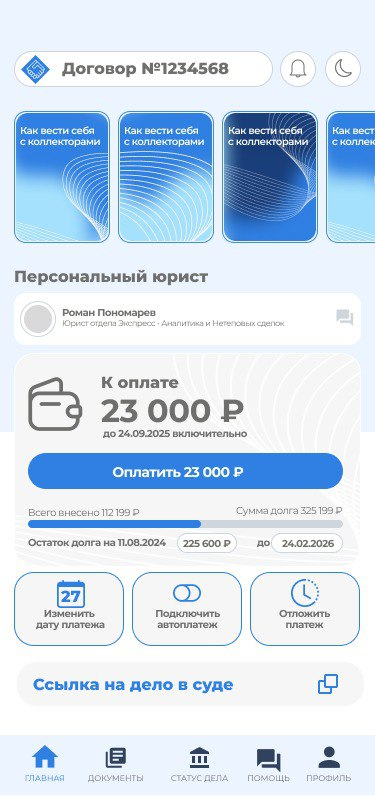 Договор №1234568
Как вести себя
с коллекторами
Как вести себя
с коллекторами
Как вести себя
с коллекторами
Как вест
с коллек
Персональный юрист
Роман Пономарев
Юрист отдела Экспресс · Аналитика и Нетеповых сделок
К оплате
23 000 ₽
до 24.09.2025 включительно
Оплатить 23 000 ₽
Всего внесено 112 199 ₽
Сумма долга 325 199 ₽
Остаток долга на 11.08.2024
225 600 ₽
до
24.02.2026
27
Изменить
дату платежа
Подключить
автоплатеж
Отложить
платеж
Ссылка на дело в суде
ГЛАВНАЯ
ДОКУМЕНТЫ
СТАТУС ДЕЛА
ПОМОЩЬ
ПРОФИЛЬ